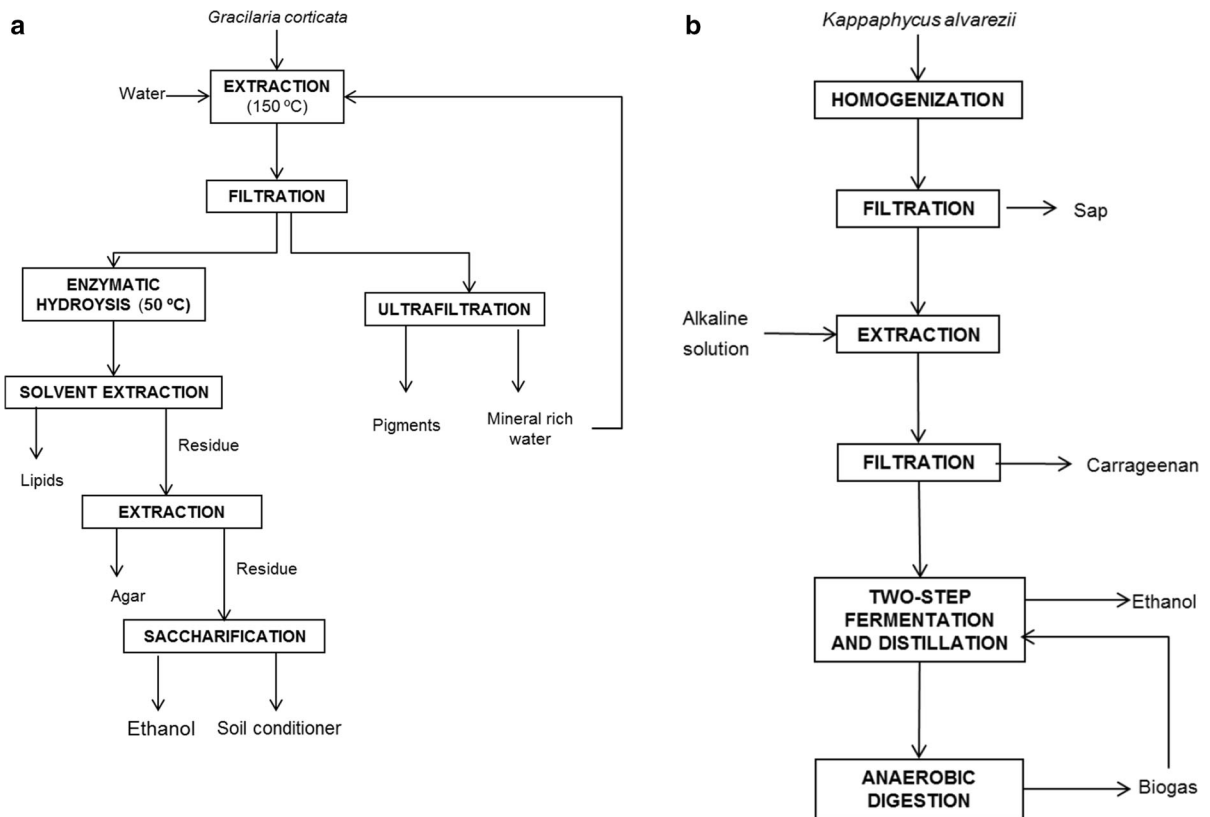 a
Gracilaria corticata
Water
EXTRACTION
(150 ºC)
FILTRATION
ENZYMATIC
HYDROYSIS (50 ºC)
ULTRAFILTRATION
SOLVENT EXTRACTION
Pigments
Mineral rich
water
Residue
Lipids
EXTRACTION
Residue
Agar
SACCHARIFICATION
Ethanol
Soil conditioner
b
Kappaphycus alvarezii
HOMOGENIZATION
FILTRATION
Sap
Alkaline
solution
EXTRACTION
FILTRATION
Carrageenan
TWO-STEP
FERMENTATION
AND DISTILLATION
Ethanol
ANAEROBIC
DIGESTION
Biogas